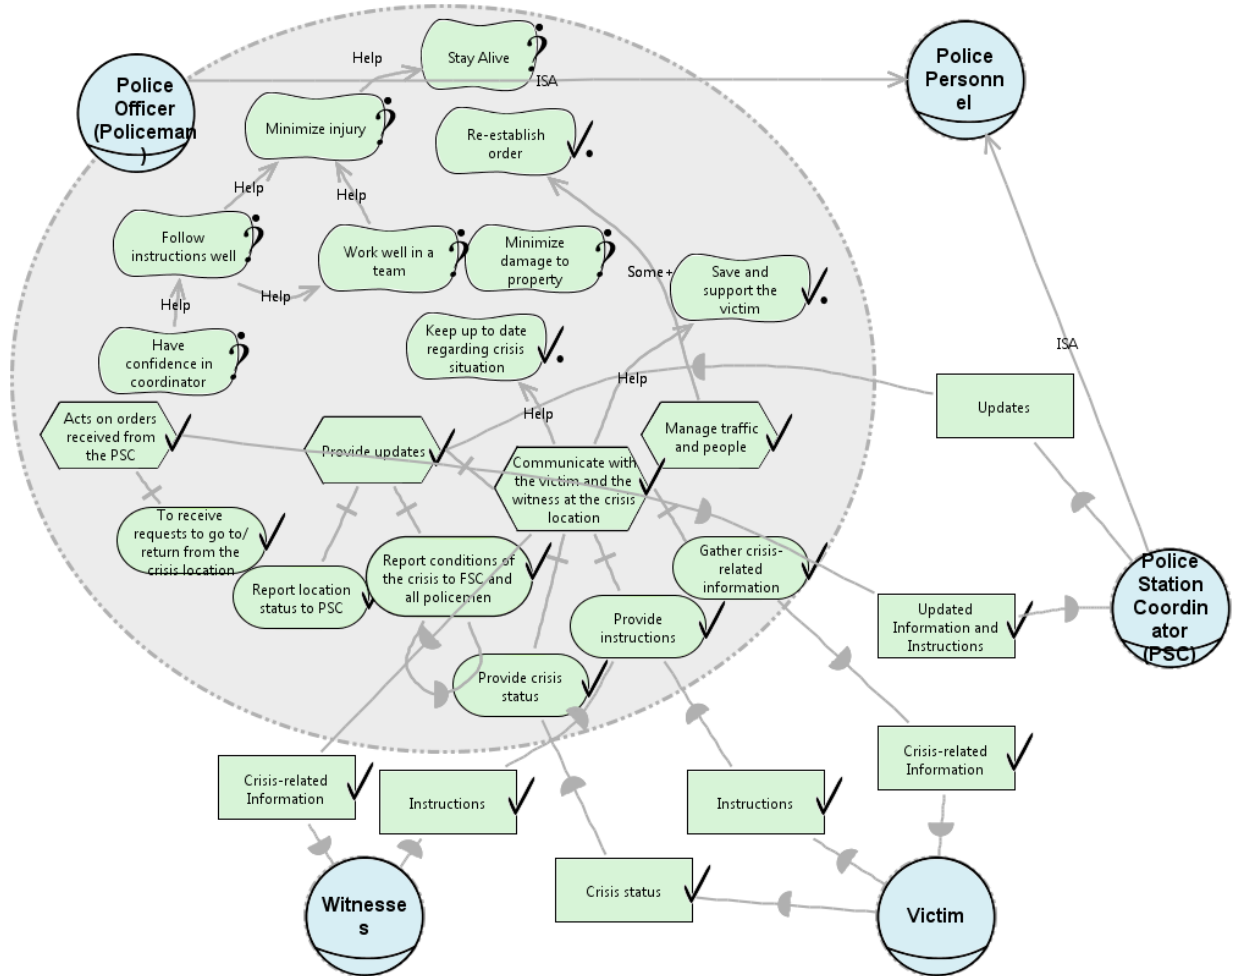 Police
Officer
(Policeman
)
Help
Stay Alive
ISA
Police
Personn
el
Minimize injury
Re-establish
order
Help
Help
Follow
instructions well
Work well in a
team
Minimize
damage to
property
Some+
Save and
support the
victim
Help
Help
Have
confidence in
coordinator
Keep up to date
regarding crisis
situation
Help
Help
ISA
Updates
Acts on orders
received from
the PSC
Provide updates
Communicate with
the victim and the
witness at the crisis
location
Manage traffic
and people
To receive
requests to go to/
return from the
crisis location
Report location
status to PSC
Report conditions of
the crisis to FSC and
all policemen
Gather crisis-
related
information
Provide
instructions
Provide crisis
status
Updated
Information and
Instructions
Police
Station
Coordin
ator
(PSC)
Crisis-related
Information
Instructions
Instructions
Crisis-related
Information
Crisis status
Witnesse
s
Victim